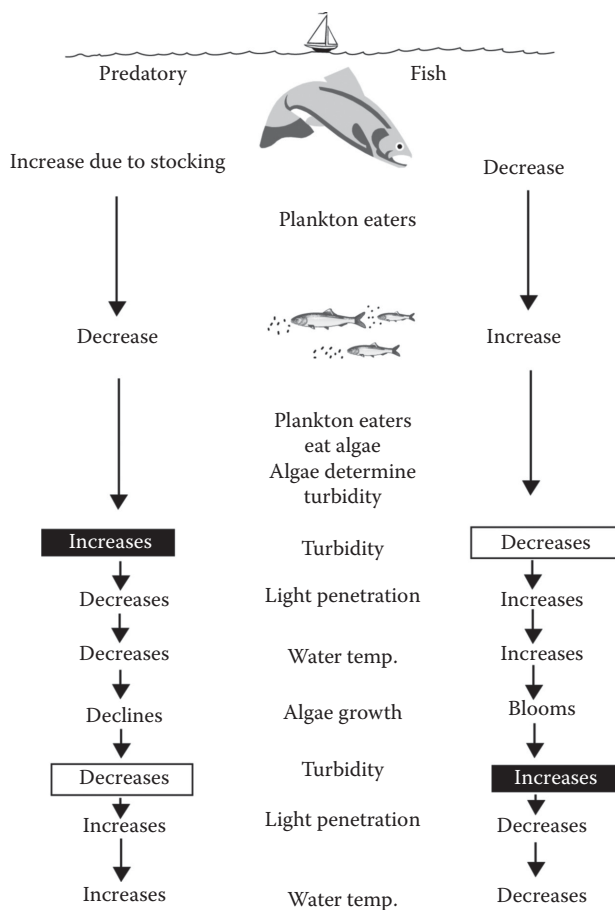 Predatory Fish
Increase due to stocking
Decrease
Plankton eaters
Decrease
Increase
Plankton eaters
eat algae
Algae determine
turbidity
Increases Turbidity Decreases
Decreases Light penetration Increases
Decreases Water temp. Increases
Declines Algae growth Blooms
Decreases Turbidity Increases
Increases Light penetration Decreases
Increases Water temp. Decreases